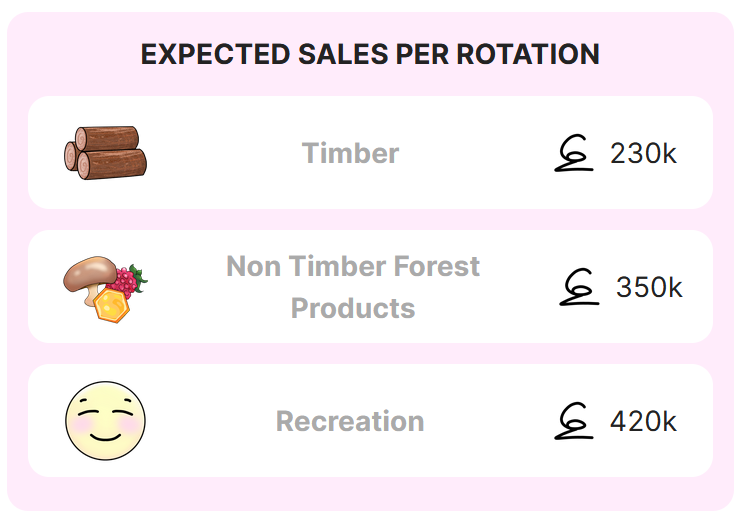 EXPECTED SALES PER ROTATION
Timber
230k
Non Timber Forest
Products
350k
Recreation
420k